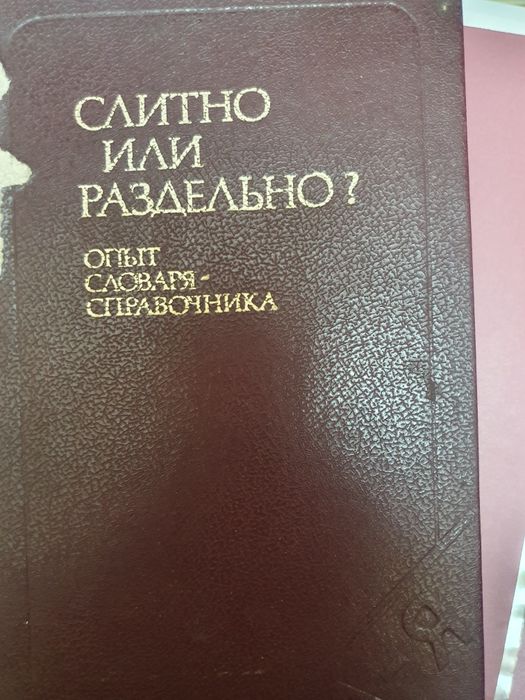 СЛИТНО
ИЛИ
РАЗДЕЛЬНО?
ОПЫТ
СЛОВАРЯ-
СПРАВОЧНИКА